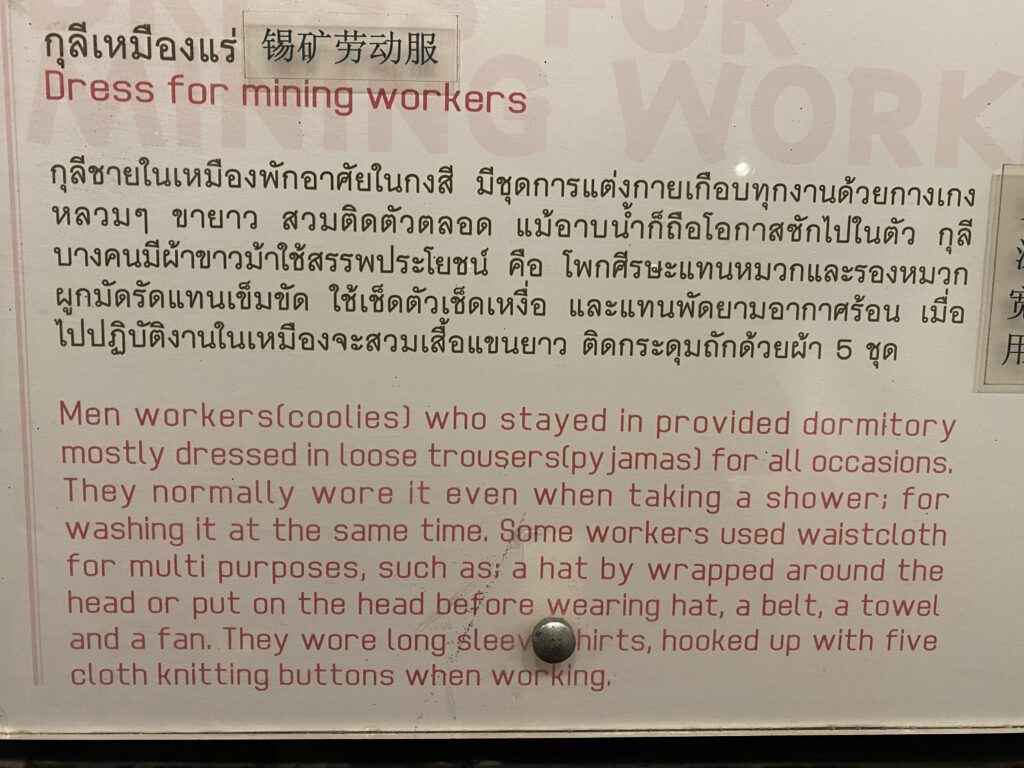 กุลีเหมืองแร่ 锡矿劳动服
Dress for mining workers
กุลีชายในเหมืองพักอาศัยในกงสี มีชุดการแต่งกายเกือบทุกงานด้วยกางเกง
หลวมๆ ขายาว สวมติดตัวตลอด แม้อาบน้ำก็ถือโอกาสซักไปในตัว กุลี
บางคนมีผ้าขาวม้าใช้สรรพประโยชน์ คือ โพกศีรษะแทนหมวกและรองหมวก
ผูกมัดรัดแทนเข็มขัด ใช้เช็ดตัวเช็ดเหงื่อ และแทนพัดยามอากาศร้อน เมื่อ
ไปปฏิบัติงานในเหมืองจะสวมเสื้อแขนยาว ติดกระดุมถักด้วยผ้า 5 ชุด
Men workers(coolies) who stayed in provided dormitory
mostly dressed in loose trousers(pyjamas) for all occasions.
They normally wore it even when taking a shower; for
washing it at the same time. Some workers used waistcloth
for multi purposes, such as; a hat by wrapped around the
head or put on the head before wearing hat, a belt, a towel
and a fan. They wore long hooked up with five
cloth knitting buttons when working.
DRESS FOR
MINING WORK
宽
用